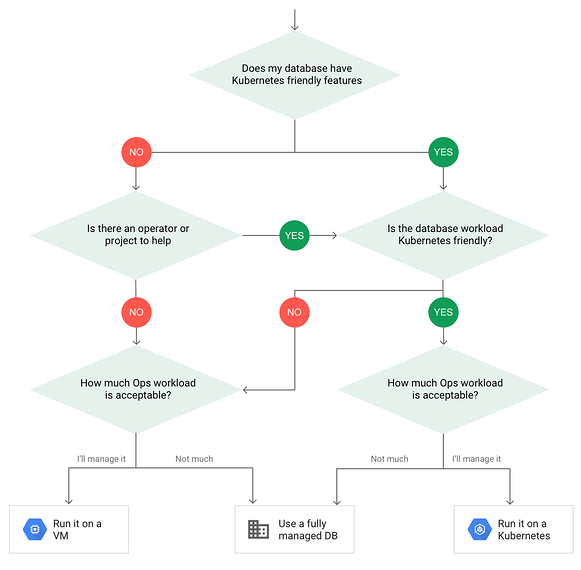 Does my database have
Kubernetes friendly features
NO
YES
Is there an operator or
project to help
YES
Is the database workload
Kubernetes friendly?
NO
NO
YES
How much Ops workload
is acceptable?
How much Ops workload
is acceptable?
I'll manage it
Not much
Not much
I'll manage it
Run it on a
VM
Use a fully
managed DB
Run it on a
Kubernetes